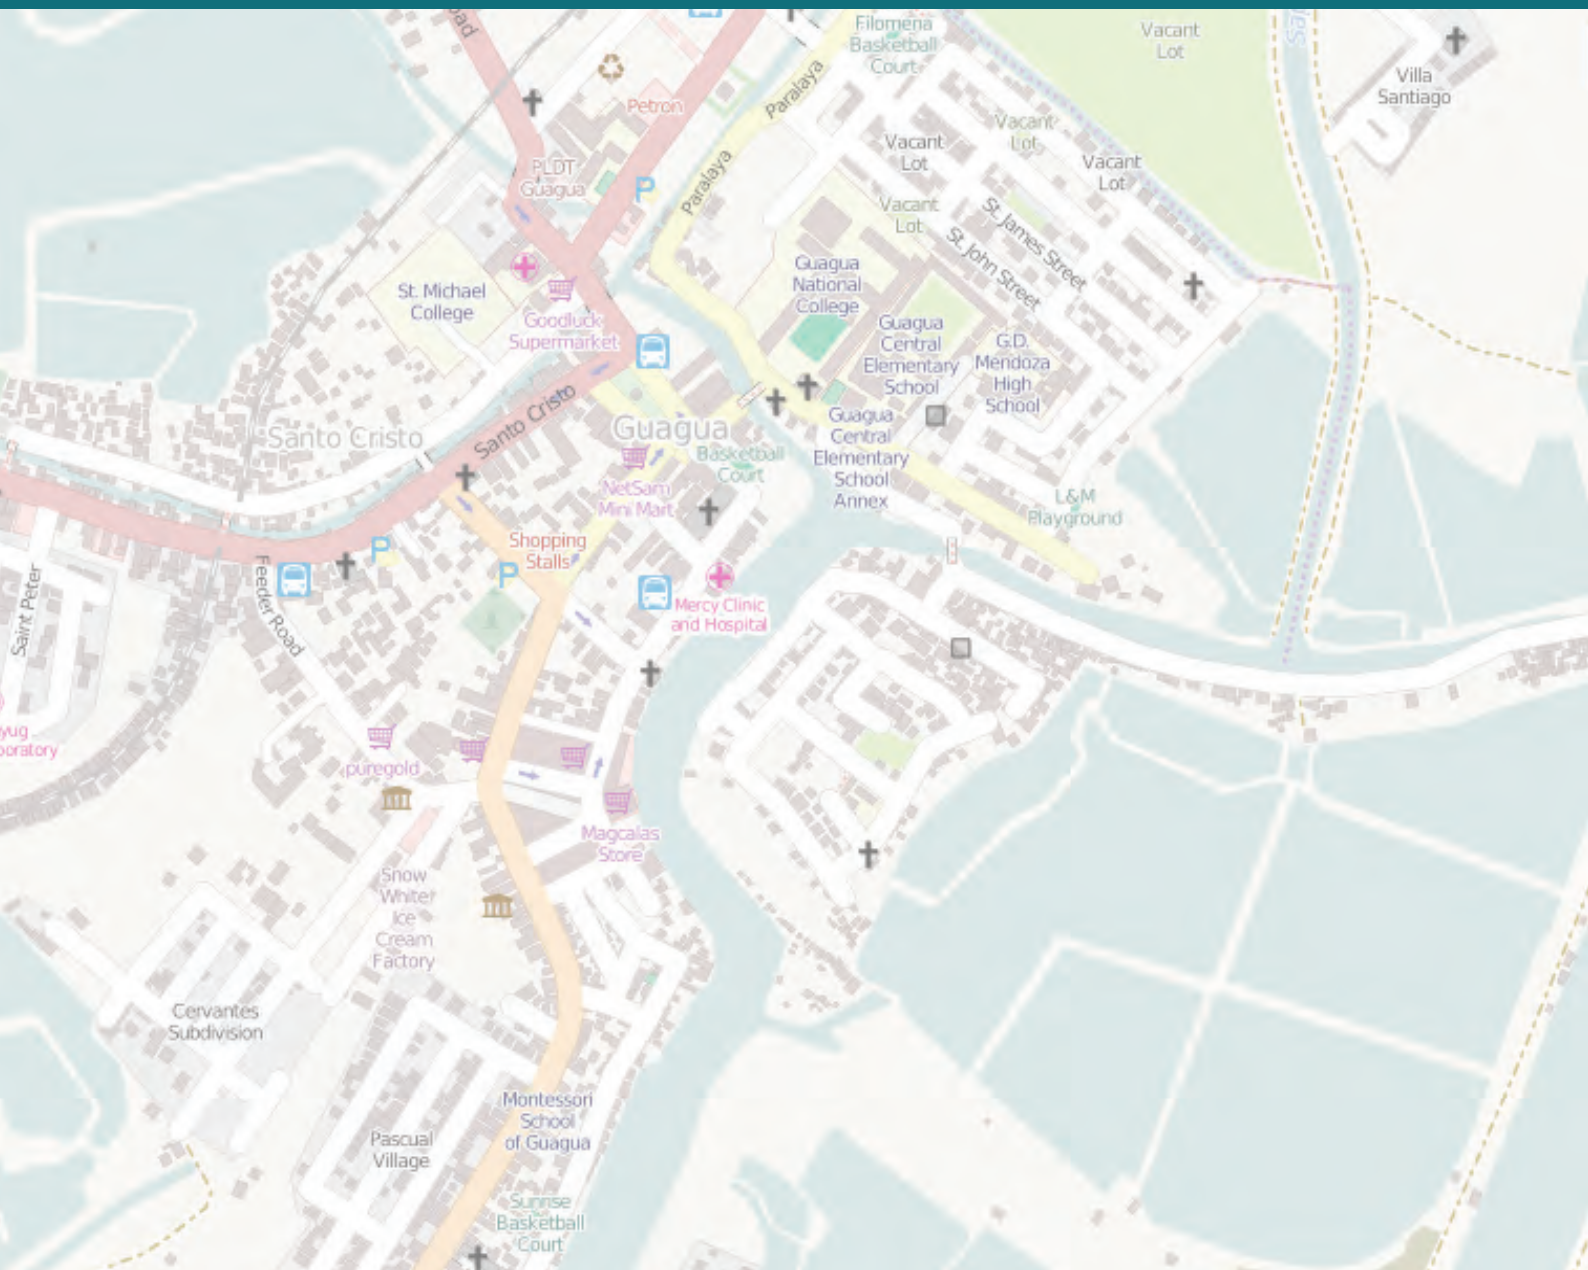 Filomena
Basketball
Court
Vacant
Lot
Villa
Santiago
Petron
Paralaya
Vacant
Lot
Vacant
Lot
Vacant
Lot
PLDT
Guagua
P
Paralaya
Vacant
Lot
St. James Street
St. John Street
St. Michael
College
Guagua
National
College
Goodluck
Supermarket
Guagua
Central
Elementary
School
G.D.
Mendoza
High
School
Santo Cristo
Santo Cristo
Guagua
Basketball
Court
Guagua
Central
Elementary
School
Annex
NetSam
Mini Mart
L&M
Playground
Shopping
Stalls
P
P
Feeder Road
Saint Peter
Mercy Clinic
and Hospital
yug
puregold
Magcalas
Store
Snow
White
Ice
Cream
Factory
Cervantes
Subdivision
Montessori
School
of Guagua
Pascual
Village
Sunrise
Basketball
Court